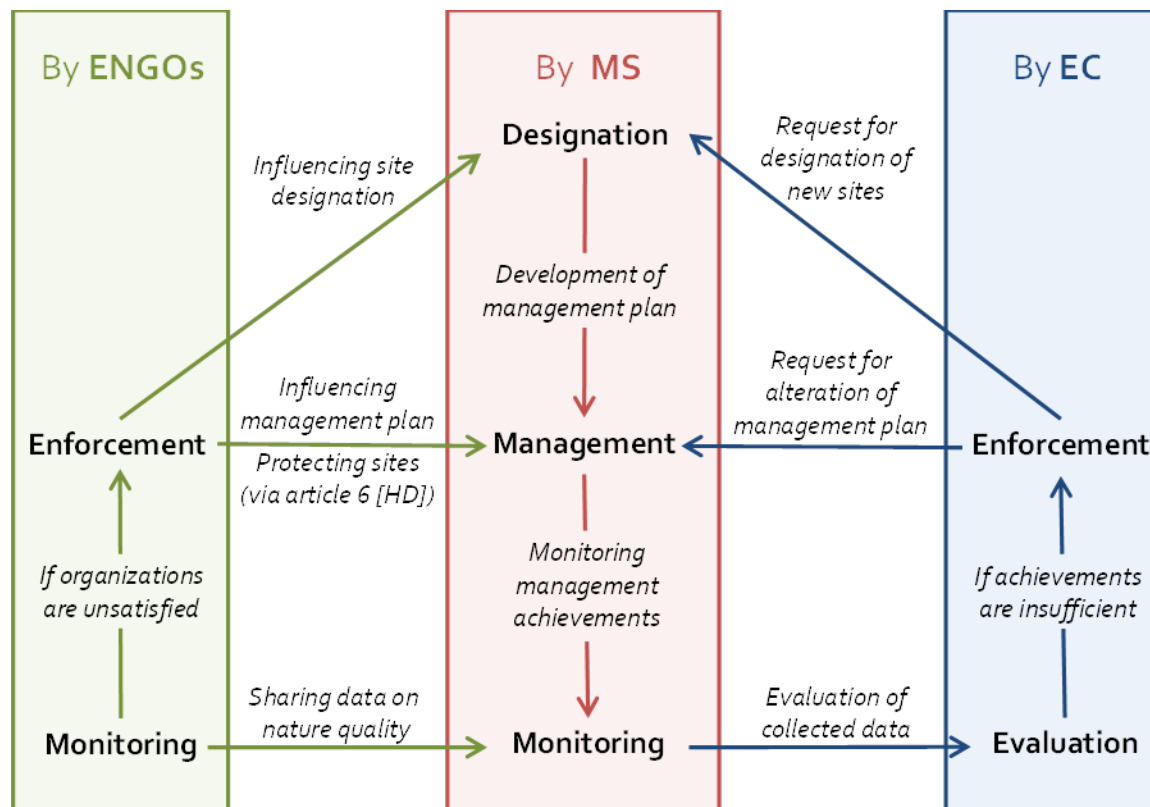 By ENGOs
By MS
By EC
Designation
Influencing site
designation
Request for
designation of
new sites
Development of
management plan
Influencing
management plan
Request for
alteration of
management plan
Enforcement
Management
Enforcement
Protecting sites
(via article 6 [HD])
If organizations
are unsatisfied
Monitoring
management
achievements
If achievements
are insufficient
Sharing data on
nature quality
Evaluation of
collected data
Monitoring
Monitoring
Evaluation